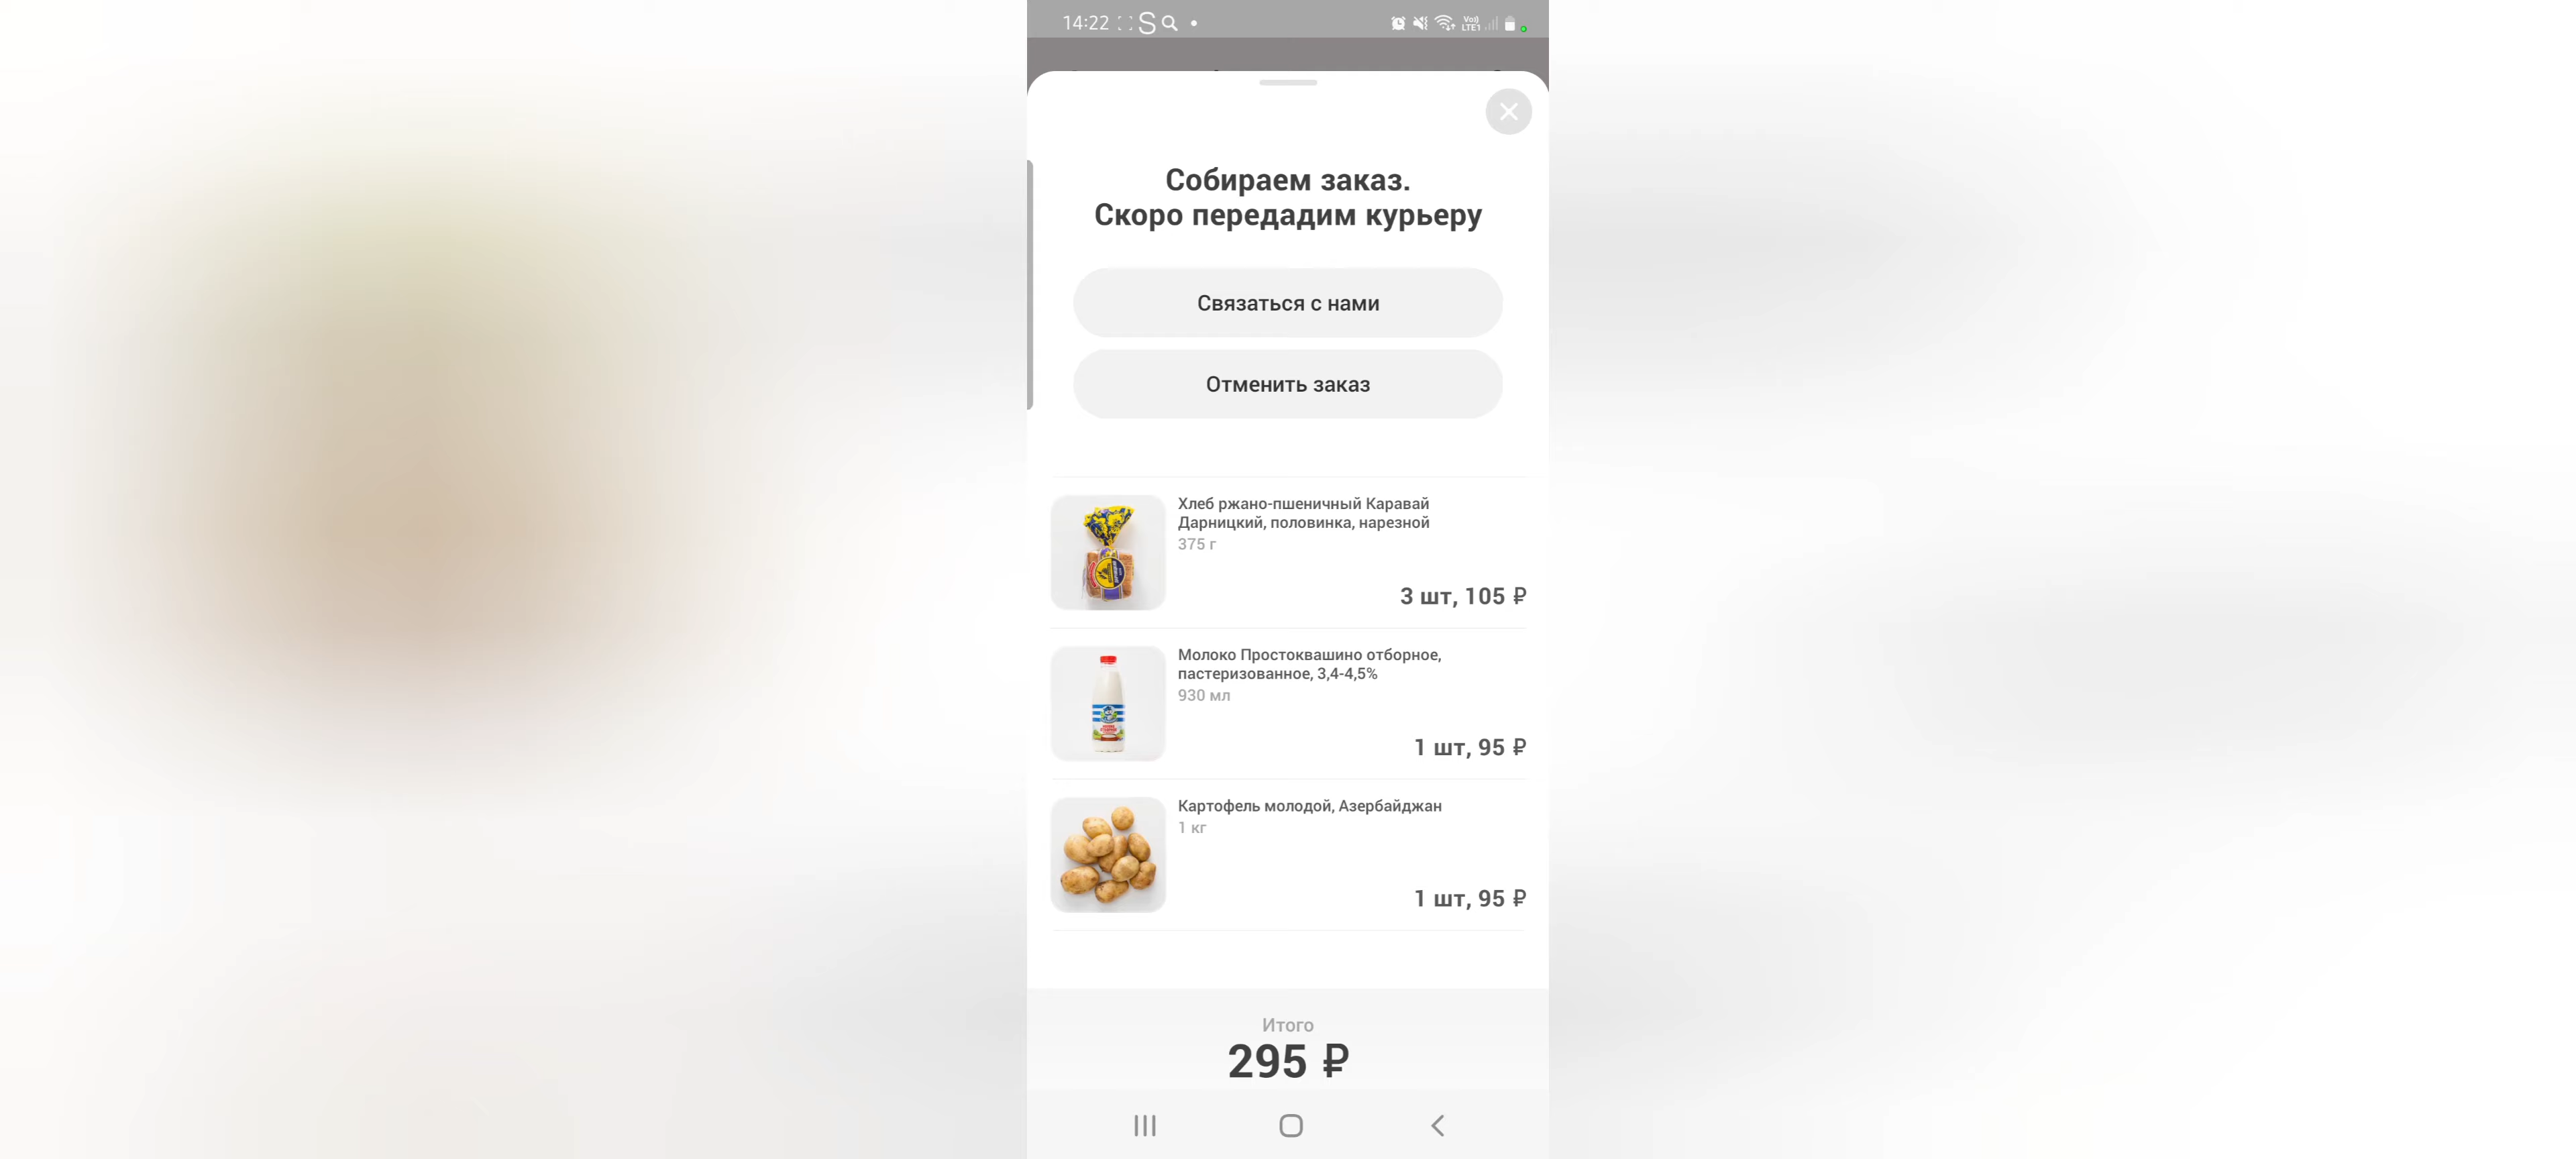 14:22
Vo))
LTE1
Собираем заказ.
Скоро передадим курьеру
Связаться с нами
Отменить заказ
Хлеб ржано-пшеничный Каравай
Дарницкий, половинка, нарезной
375 г
3 шт, 105 ₽
Молоко Простоквашино отборное,
пастеризованное, 3,4-4,5%
930 мл
1 шт, 95 ₽
Картофель молодой, Азербайджан
1 кг
1 шт, 95 ₽
Итого
295 ₽